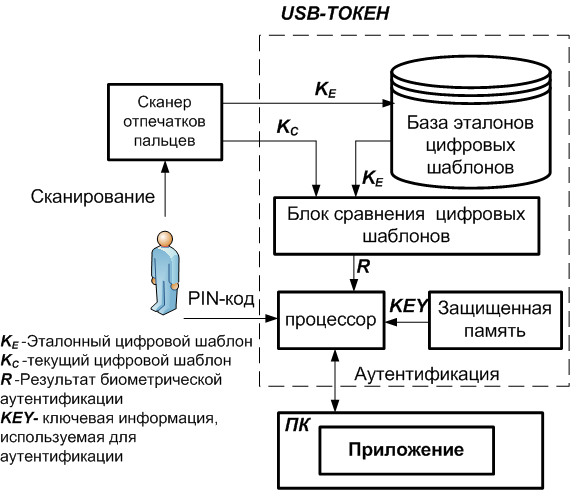 USB-ТОКЕН
Сканер
отпечатков
пальцев
K_E
K_C
База эталонов
цифровых
шаблонов
K_E
Сканирование
Блок сравнения цифровых
шаблонов
R
PIN-код
процессор
KEY
Защищенная
память
K_E -Эталонный цифровой шаблон
K_C -текущий цифровой шаблон
R -Результат биометрической
аутентификации
KEY- ключевая информация,
используемая для
аутентификации
Аутентификация
ПК
Приложение